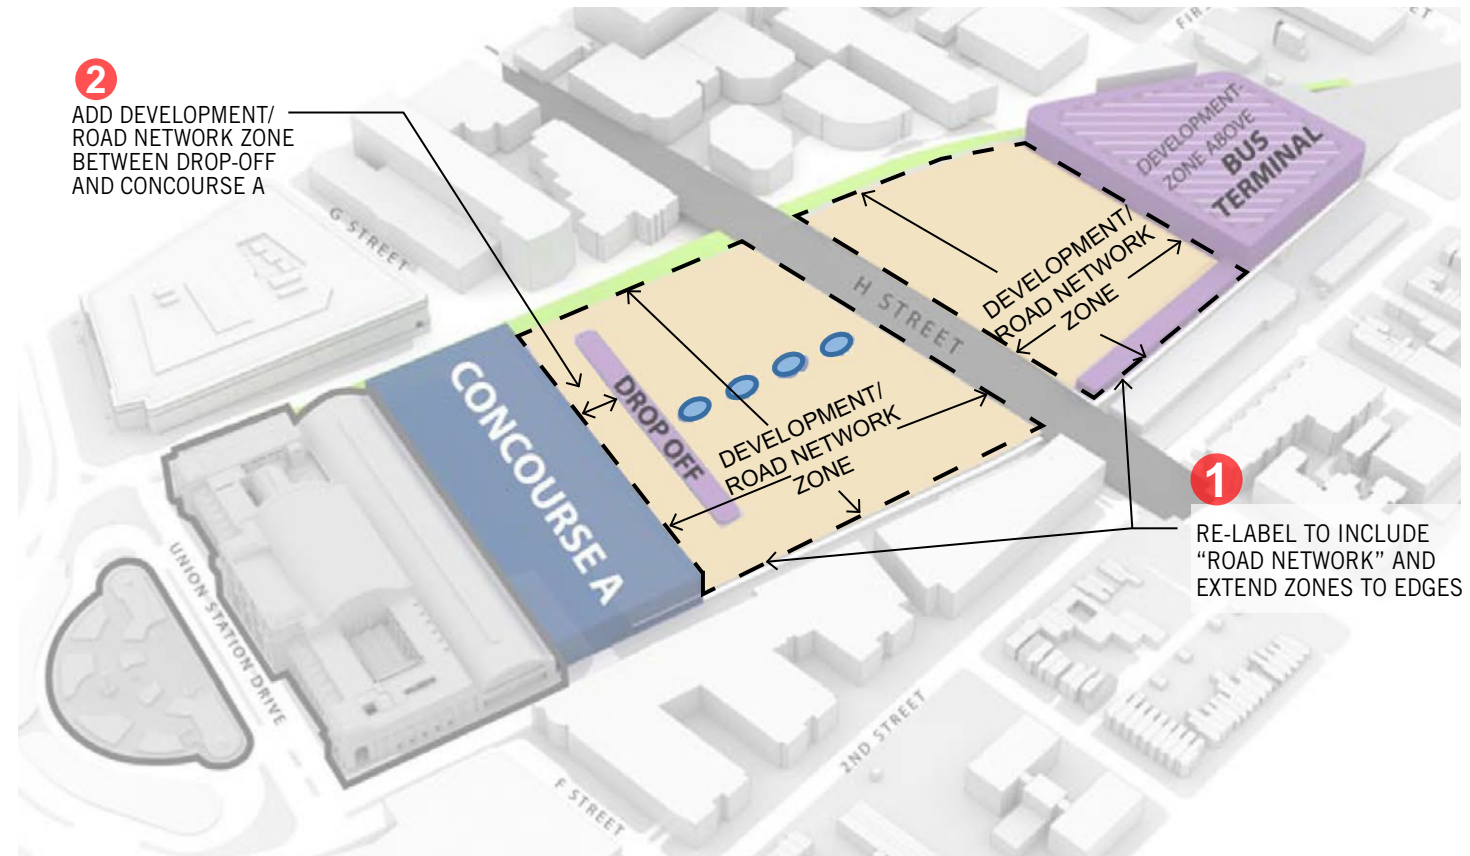 2
ADD DEVELOPMENT/
ROAD NETWORK ZONE
BETWEEN DROP-OFF
AND CONCOURSE A
G STREET
DEVELOPMENT
ZONE ABOVE
BUS
TERMINAL
DEVELOPMENT/
ROAD NETWORK
ZONE
H STREET
CONCOURSE A
DROP OFF
DEVELOPMENT/
ROAD NETWORK
ZONE
1
RE-LABEL TO INCLUDE
“ROAD NETWORK” AND
EXTEND ZONES TO EDGES
UNION STATION DRIVE
2ND STREET
F STREET